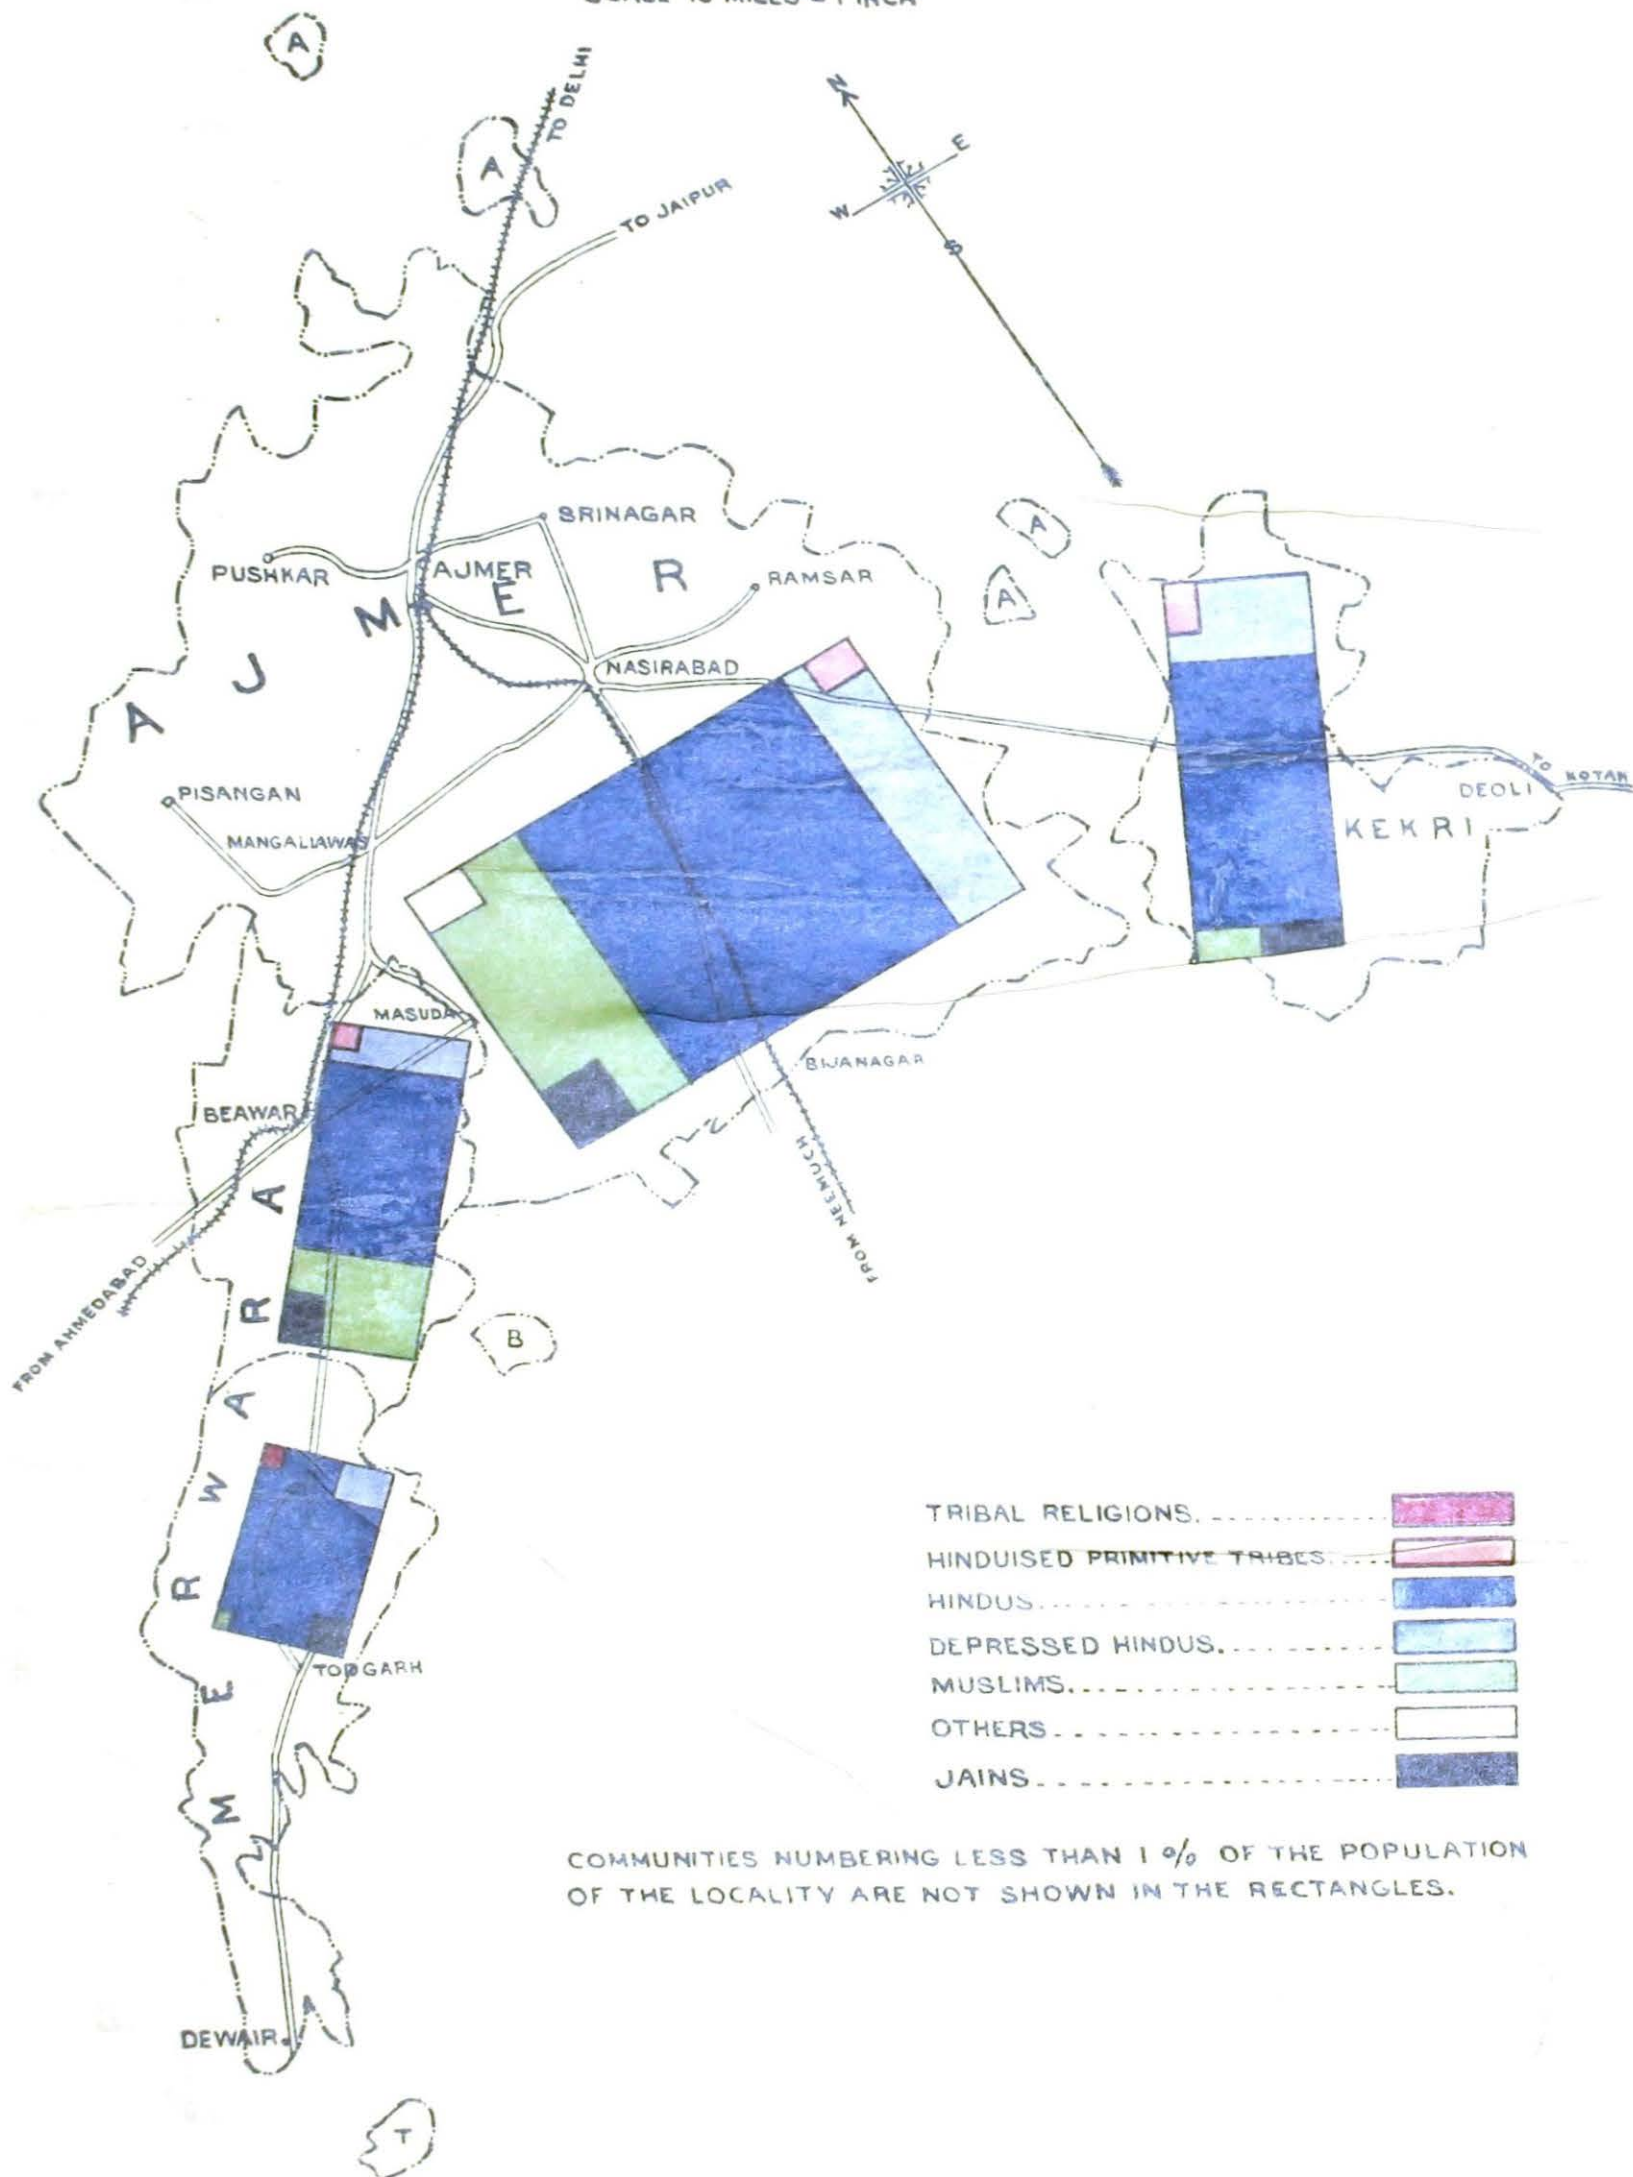 A
TO DELHI
A
TO JAIPUR
N
E
W
S
SRINAGAR
PUSHKAR
AJMER
RAMSAR
A J M E R
A
A
NASIRABAD
PISANGAN
MANGALIAWAS
DEOLI
TO KOTAH
KEKRI
MASUDA
BEAWAR
BIJANAGAR
FROM NEEMUCH
FROM AHMEDABAD
B
M E R W A R A
TODGARH
DEWAIR
T
TRIBAL RELIGIONS.
HINDUISED PRIMITIVE TRIBES.
HINDUS
DEPRESSED HINDUS.
MUSLIMS.
OTHERS
JAINS
COMMUNITIES NUMBERING LESS THAN 1 % OF THE POPULATION
OF THE LOCALITY ARE NOT SHOWN IN THE RECTANGLES.